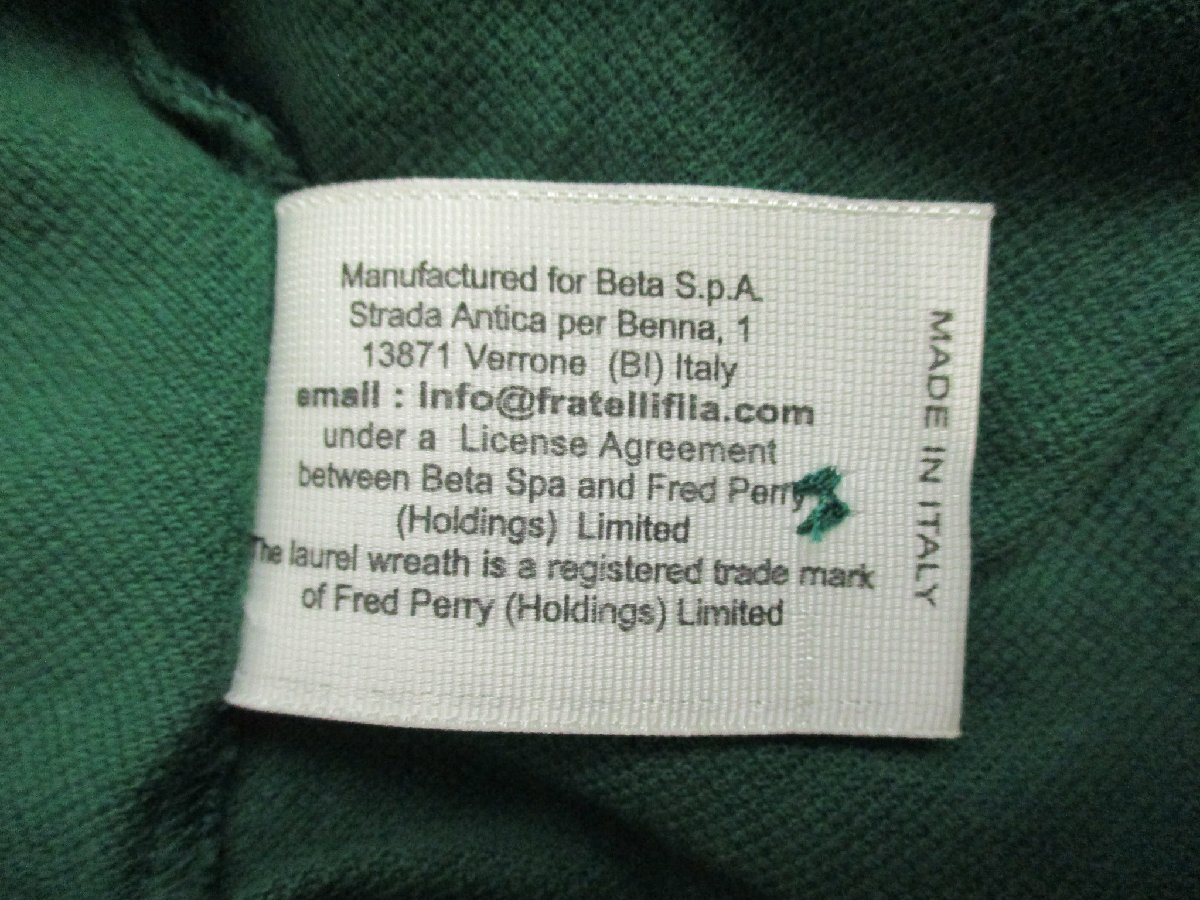 Manufactured for Beta S.p.A.
Strada Antica per Benna, 1
13871 Verrone (BI) Italy
email : Info@fratellifila.com
under a License Agreement
between Beta Spa and Fred Perry
(Holdings) Limited
The laurel wreath is a registered trade mark
of Fred Perry (Holdings) Limited
MADE IN ITALY